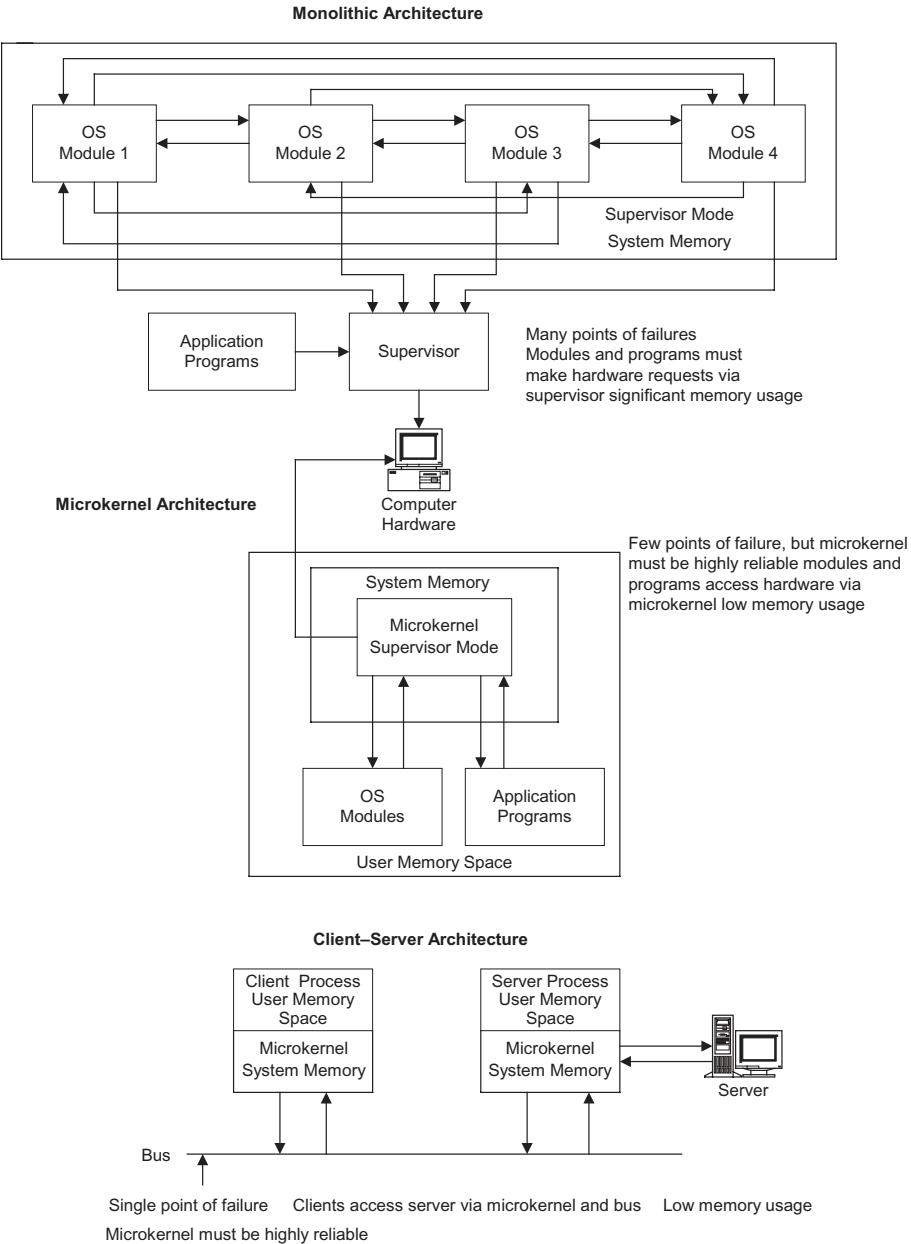 Monolithic Architecture
OS
Module 1
OS
Module 2
OS
Module 3
OS
Module 4
Supervisor Mode
System Memory
Application
Programs
Supervisor
Many points of failures
Modules and programs must
make hardware requests via
supervisor significant memory usage
Computer
Hardware
Microkernel Architecture
Few points of failure, but microkernel
must be highly reliable modules and
programs access hardware via
microkernel low memory usage
System Memory
Microkernel
Supervisor Mode
OS
Modules
Application
Programs
User Memory Space
Client–Server Architecture
Client Process
User Memory
Space
Microkernel
System Memory
Server Process
User Memory
Space
Microkernel
System Memory
Server
Bus
Single point of failure Clients access server via microkernel and bus Low memory usage
Microkernel must be highly reliable